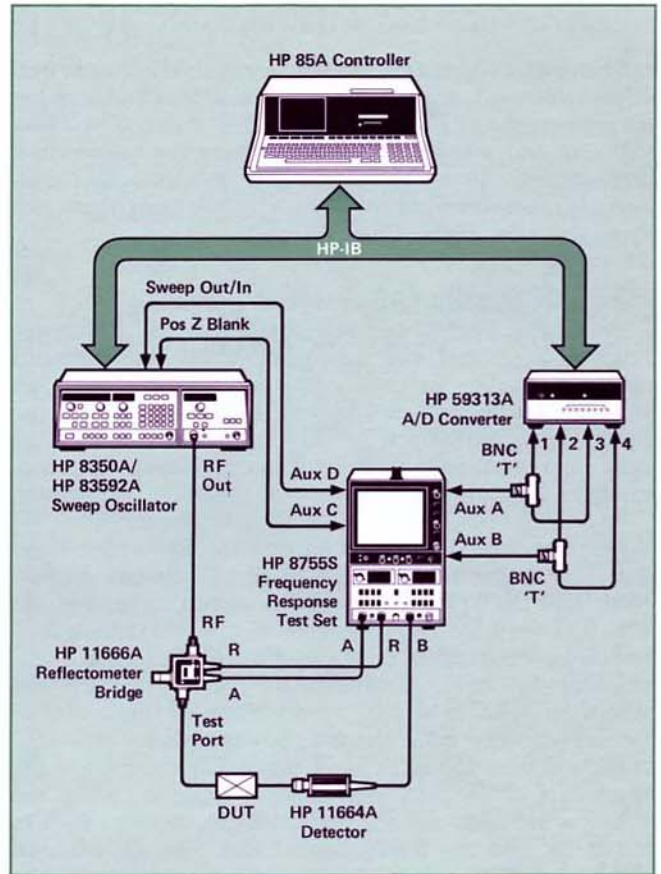 HP 85A Controller
HP-IB
Sweep Out/In
Pos Z Blank
HP 8350A/
HP 83592A
Sweep Oscillator
RF
Out
HP 59313A
A/D Converter
1 2 3 4
BNC
'T'
Aux D
Aux C
Aux A
Aux B
BNC
'T'
HP 8755S
Frequency
Response
Test Set
A R B
RF
R
A
HP 11666A
Reflectometer
Bridge
Test
Port
DUT
HP 11664A
Detector